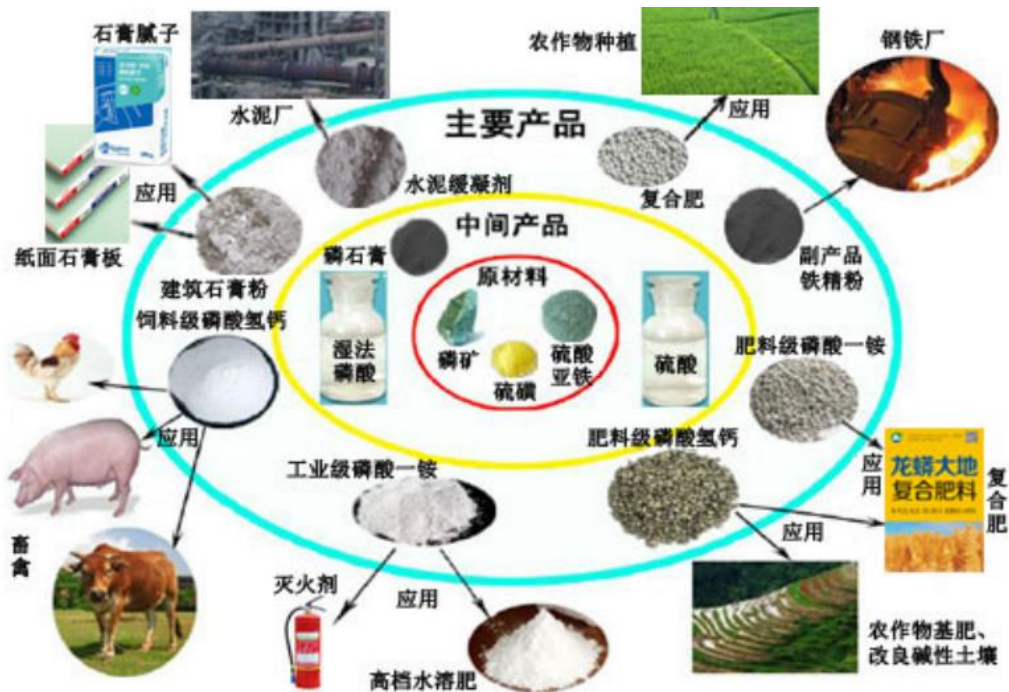 石膏腻子
水泥厂
农作物种植
钢铁厂
应用
主要产品
应用
水泥缓凝剂
复合肥
纸面石膏板
建筑石膏粉
中间产品
磷石膏
副产品
铁精粉
原材料
饲料级磷酸氢钙
湿法
磷酸
磷矿
硫磺
硫酸
亚铁
硫酸
肥料级磷酸一铵
应用
肥料级磷酸氢钙
工业级磷酸一铵
应用
龙蟒大地
复合肥料
复合肥
应用
畜禽
灭火剂
应用
高档水溶肥
农作物基肥、
改良碱性土壤